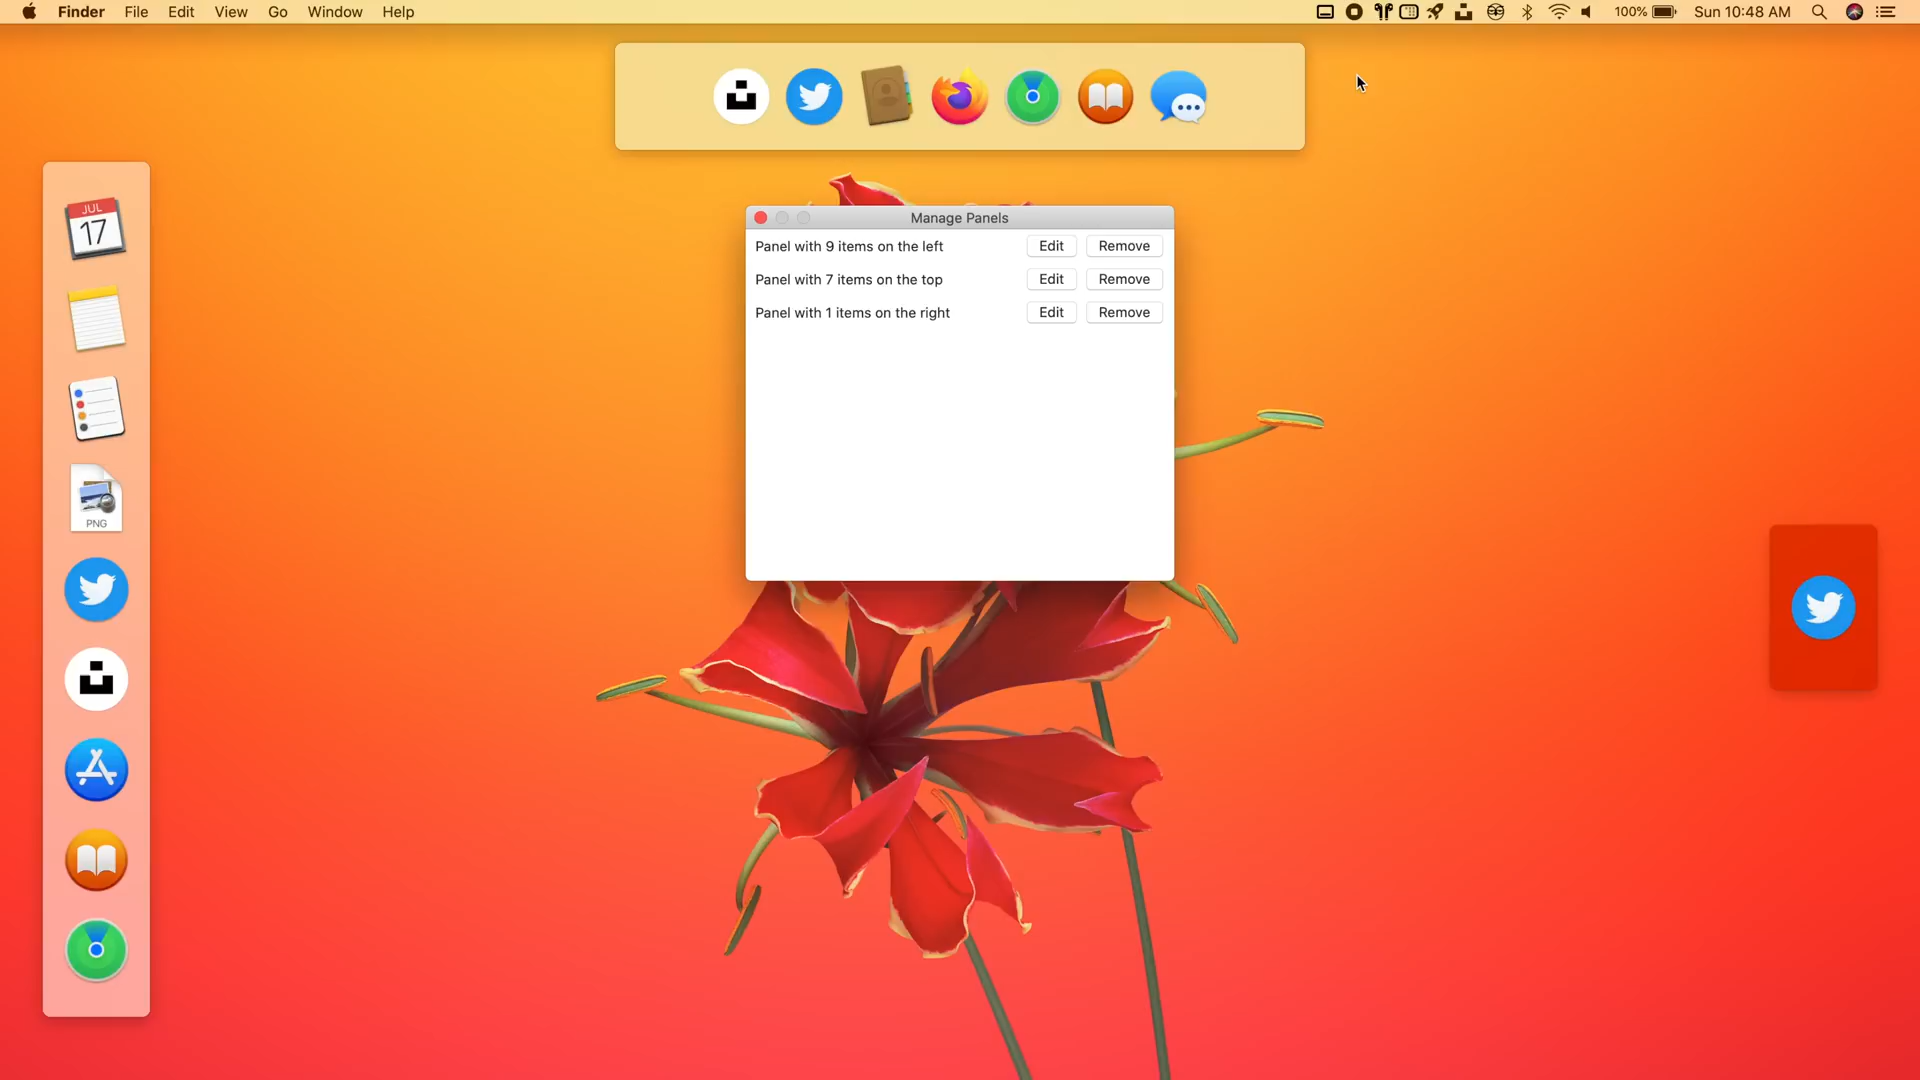 Finder File Edit View Go Window Help 100% Sun 10:48 AM
JUL
17
PNG
Manage Panels
Panel with 9 items on the left Edit Remove
Panel with 7 items on the top Edit Remove
Panel with 1 items on the right Edit Remove